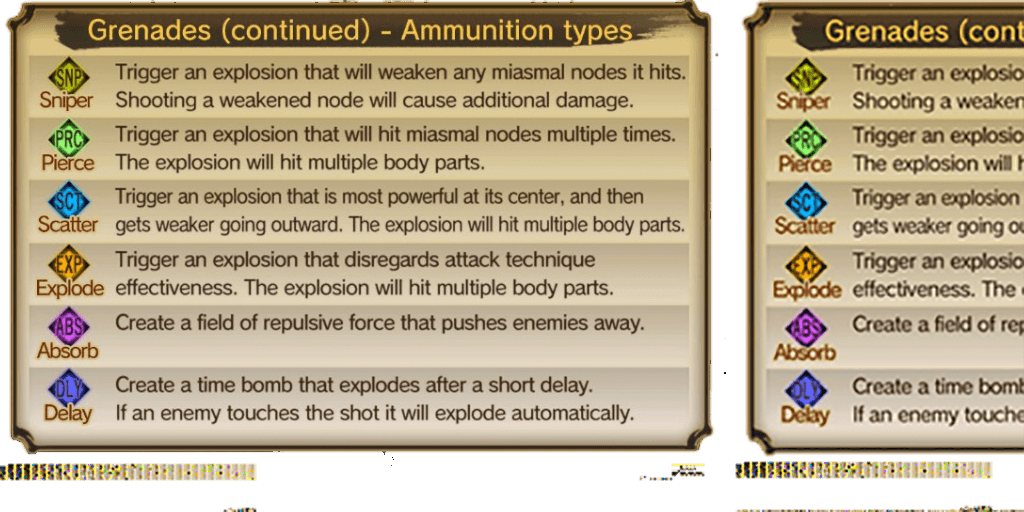 Grenades (continued) - Ammunition types
SNP
Sniper
Trigger an explosion that will weaken any miasmal nodes it hits.
Shooting a weakened node will cause additional damage.
PRC
Pierce
Trigger an explosion that will hit miasmal nodes multiple times.
The explosion will hit multiple body parts.
SCT
Scatter
Trigger an explosion that is most powerful at its center, and then
gets weaker going outward. The explosion will hit multiple body parts.
EXP
Explode
Trigger an explosion that disregards attack technique
effectiveness. The explosion will hit multiple body parts.
ABS
Absorb
Create a field of repulsive force that pushes enemies away.
DLY
Delay
Create a time bomb that explodes after a short delay.
If an enemy touches the shot it will explode automatically.
Grenades (cont
SNP
Sniper
Trigger an explosio
Shooting a weaken
PRC
Pierce
Trigger an explosio
The explosion will h
SCT
Scatter
Trigger an explosion
gets weaker going ou
EXP
Explode
Trigger an explosio
effectiveness. The
ABS
Absorb
Create a field of rep
DLY
Delay
Create a time bomb
If an enemy touche